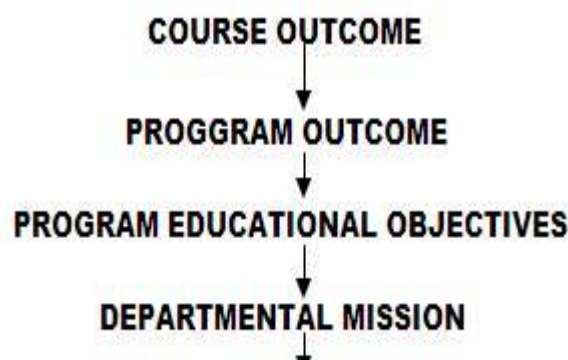 COURSE OUTCOME
PROGGRAM OUTCOME
PROGRAM EDUCATIONAL OBJECTIVES
DEPARTMENTAL MISSION